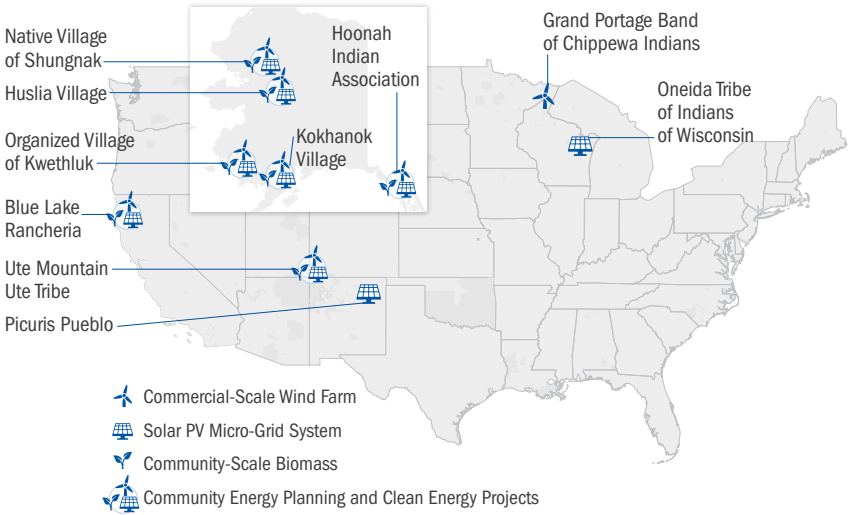 Native Village
of Shungnak
Huslia Village
Organized Village
of Kwethluk
Blue Lake
Rancheria
Ute Mountain
Ute Tribe
Picuris Pueblo
Hoonah
Indian
Association
Kokhanok
Village
Grand Portage Band
of Chippewa Indians
Oneida Tribe
of Indians
of Wisconsin
Commercial-Scale Wind Farm
Solar PV Micro-Grid System
Community-Scale Biomass
Community Energy Planning and Clean Energy Projects